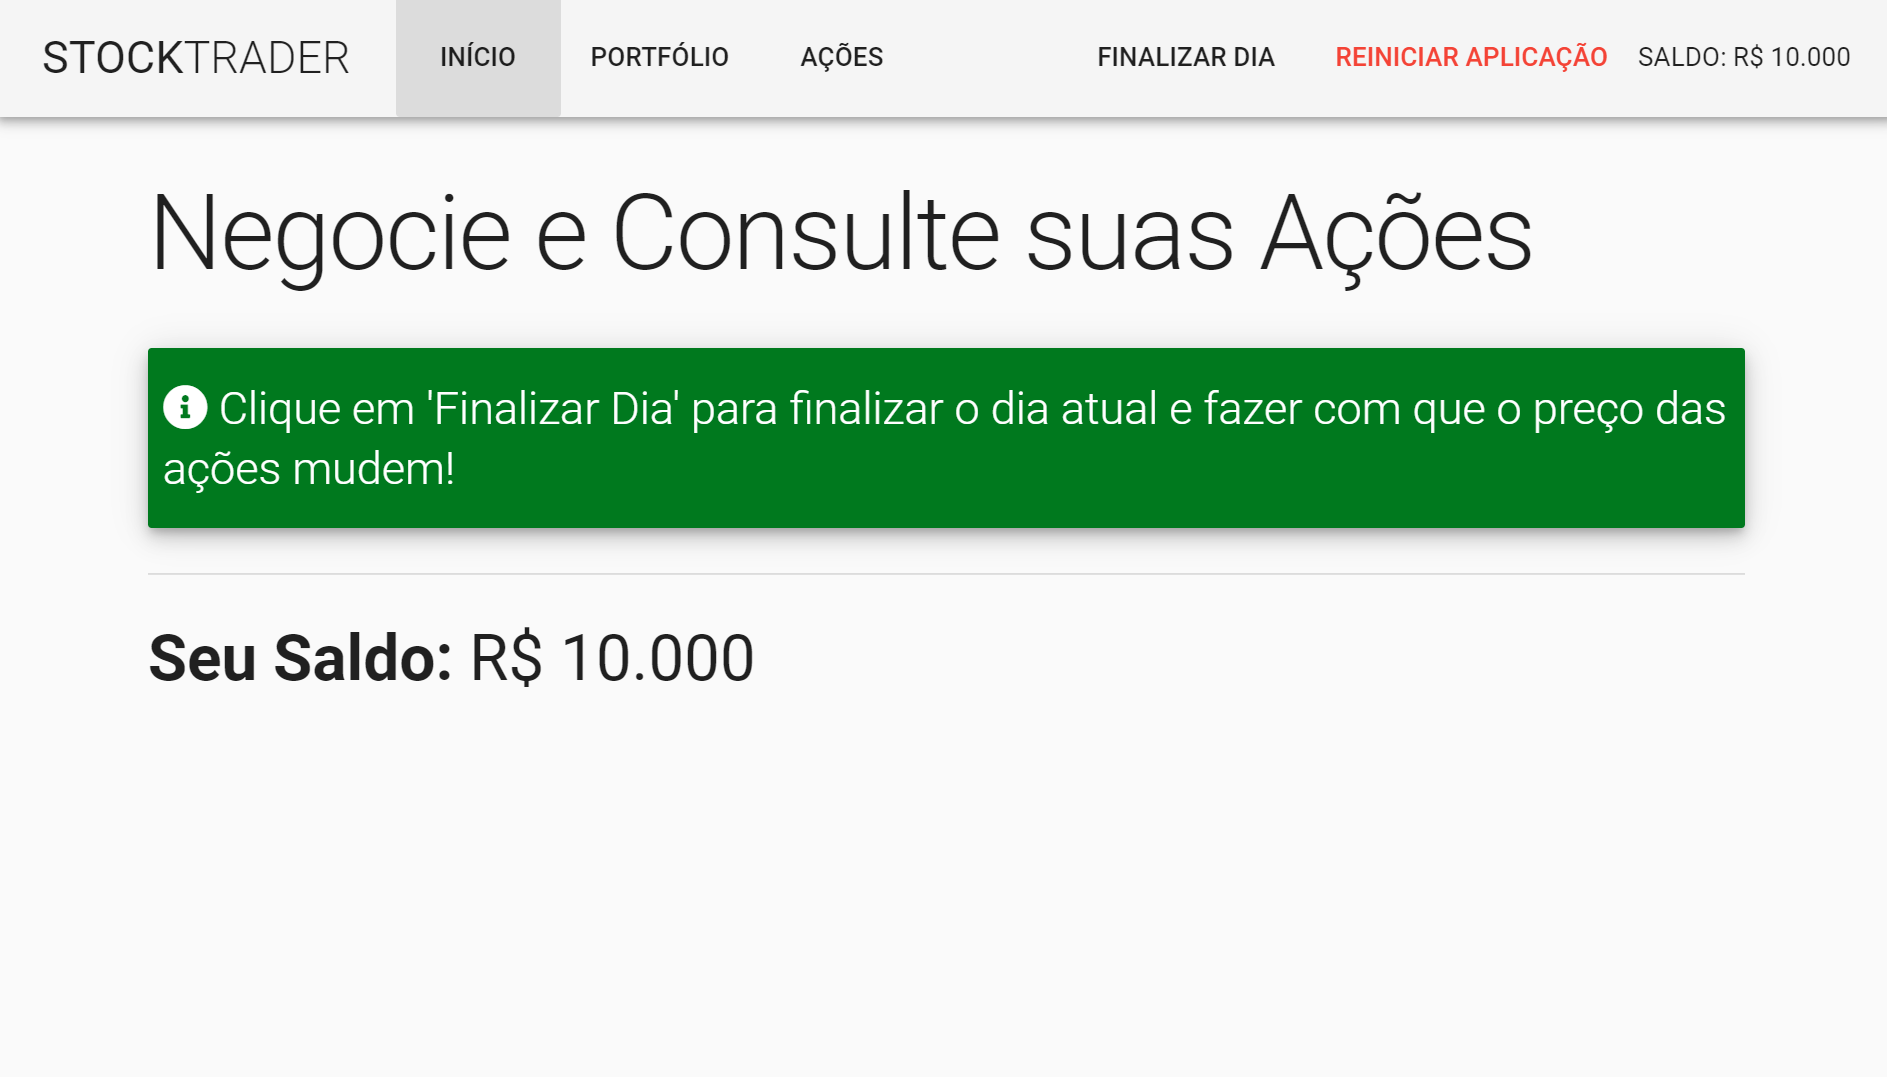 STOCKTRADER INÍCIO PORTFÓLIO AÇÕES FINALIZAR DIA REINICIAR APLICAÇÃO SALDO: R$ 10.000
Negocie e Consulte suas Ações
Clique em 'Finalizar Dia' para finalizar o dia atual e fazer com que o preço das
ações mudem!
Seu Saldo: R$ 10.000